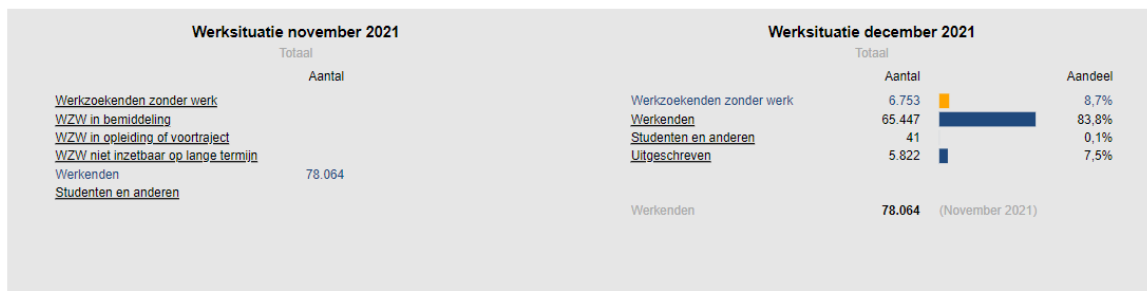 Werksituatie november 2021
Totaal
Aantal
Werkzoekenden zonder werk
WZW in bemiddeling
WZW in opleiding of voortraject
WZW niet inzetbaar op lange termijn
Werkenden 78.064
Studenten en anderen
Werksituatie december 2021
Totaal
Aantal Aandeel
Werkzoekenden zonder werk 6.753 8,7%
Werkenden 65.447 83,8%
Studenten en anderen 41 0,1%
Uitgeschreven 5.822 7,5%
Werkenden 78.064 (November 2021)